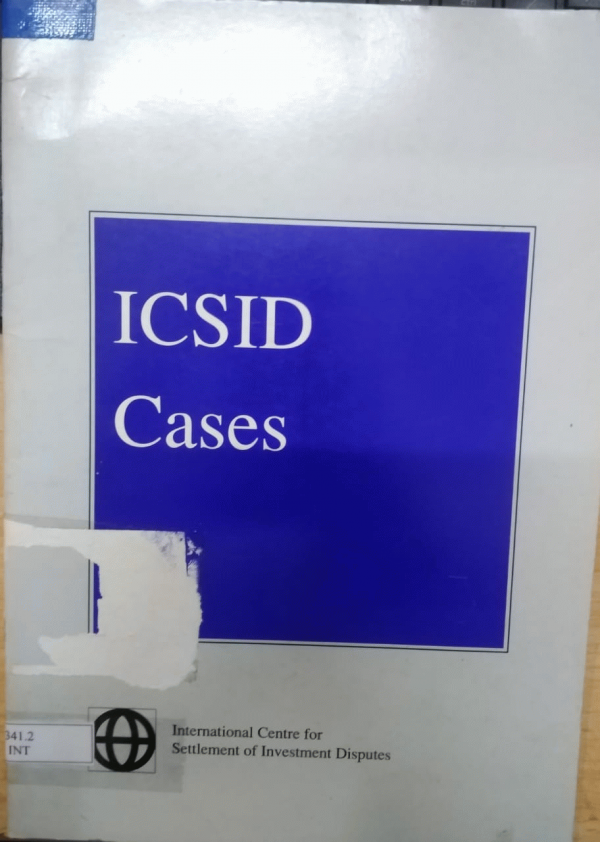 ICSID
Cases
341.2
INT
International Centre for
Settlement of Investment Disputes